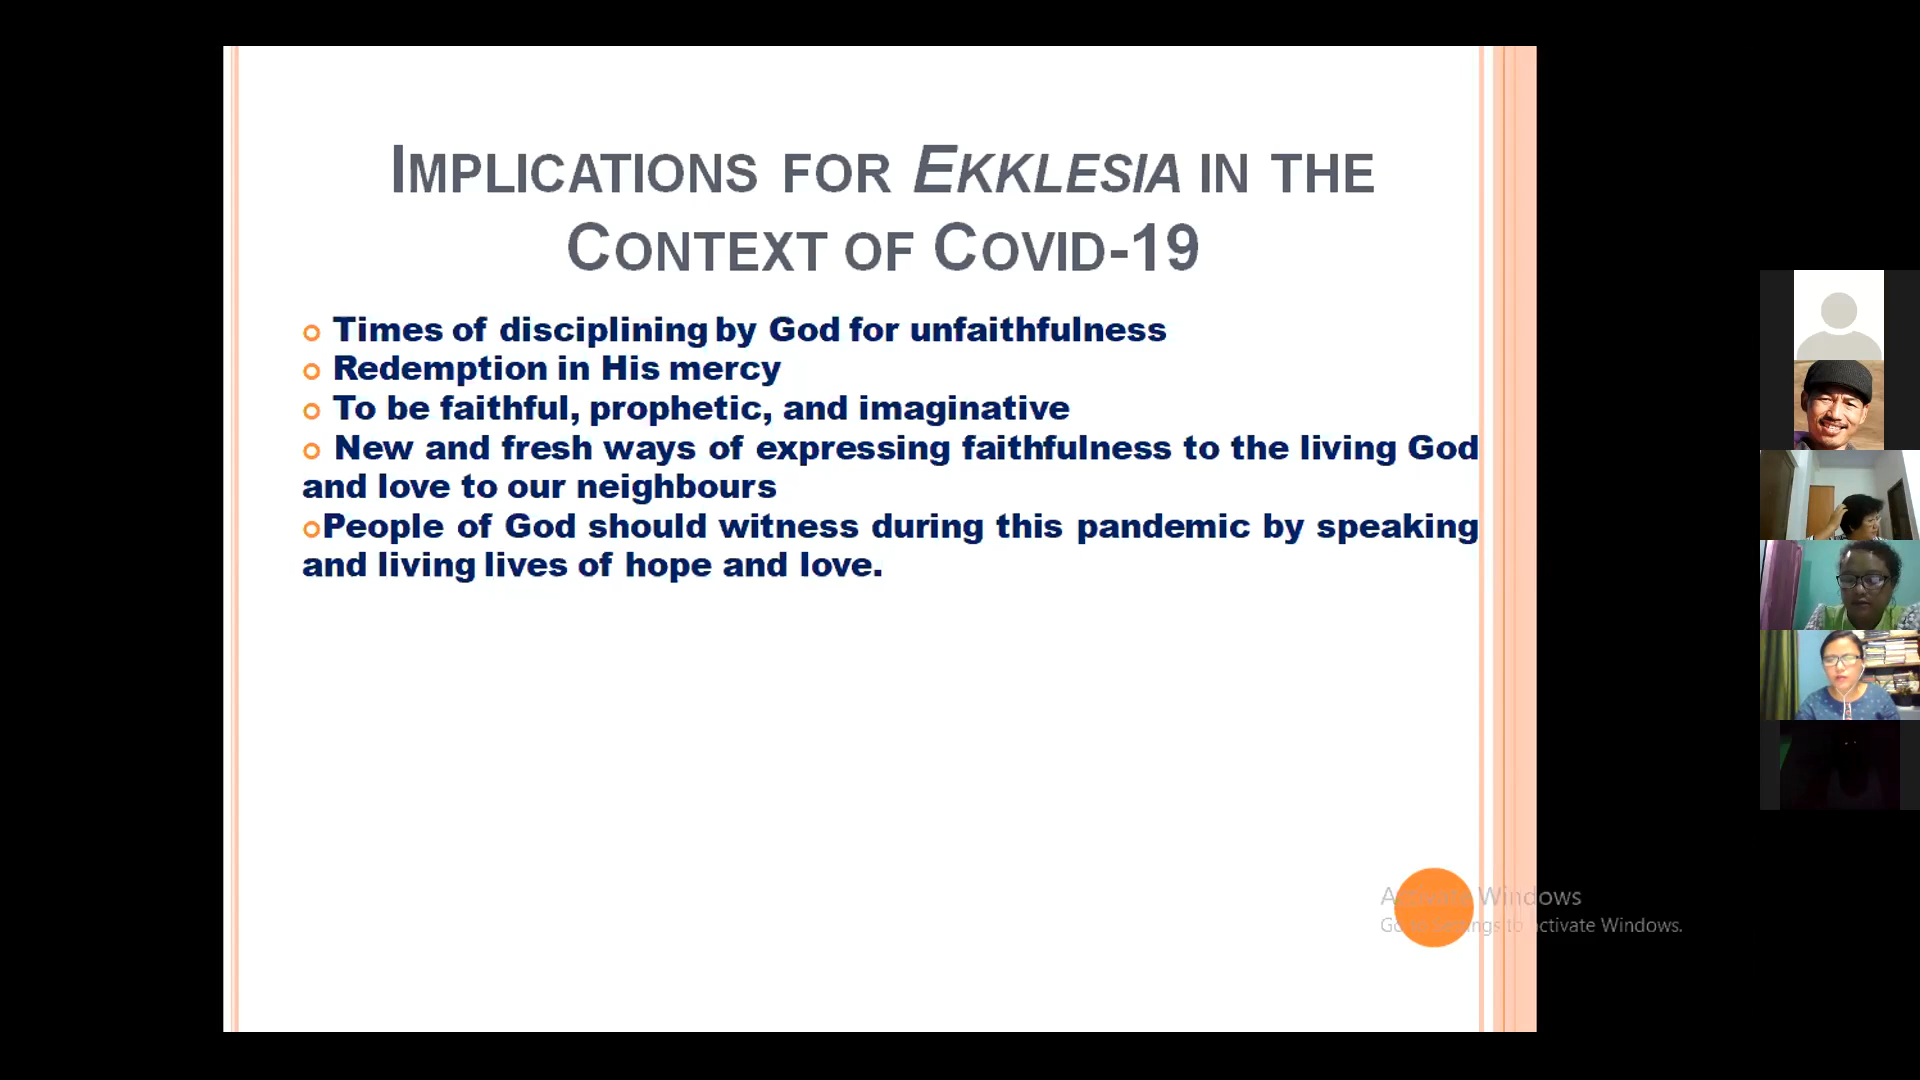 IMPLICATIONS FOR EKKLESIA IN THE
CONTEXT OF COVID-19
Times of disciplining by God for unfaithfulness
Redemption in His mercy
To be faithful, prophetic, and imaginative
New and fresh ways of expressing faithfulness to the living God
and love to our neighbours
People of God should witness during this pandemic by speaking
and living lives of hope and love.
Activate Windows
Go to Settings to activate Windows.